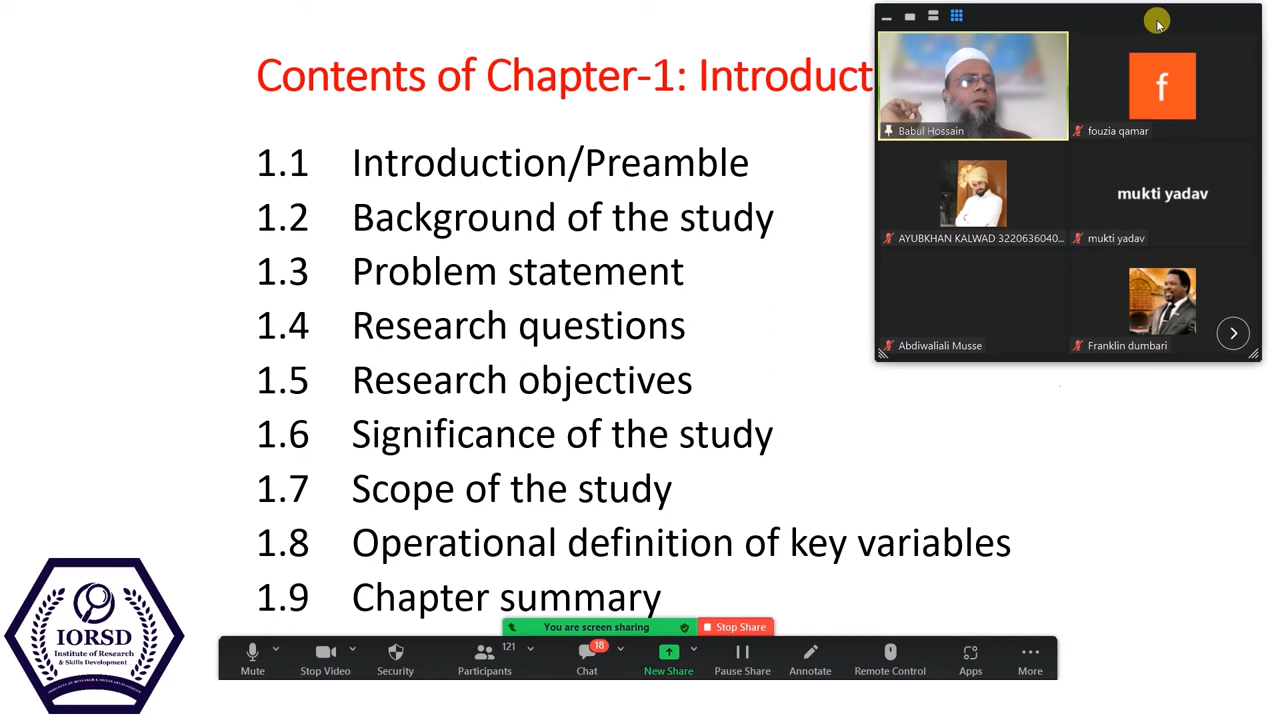 Contents of Chapter-1: Introduct
1.1 Introduction/Preamble
1.2 Background of the study
1.3 Problem statement
1.4 Research questions
1.5 Research objectives
1.6 Significance of the study
1.7 Scope of the study
1.8 Operational definition of key variables
1.9 Chapter summary
f
Babul Hossain
fouzia qamar
mukti yadav
AYUBKHAN KALWAD 3220636040...
mukti yadav
Abdiwaliali Musse
Franklin dumbari
IORSD
Institute of Research
& Skills Development
You are screen sharing
Stop Share
121
18
Mute
Stop Video
Security
Participants
Chat
New Share
Pause Share
Annotate
Remote Control
Apps
More